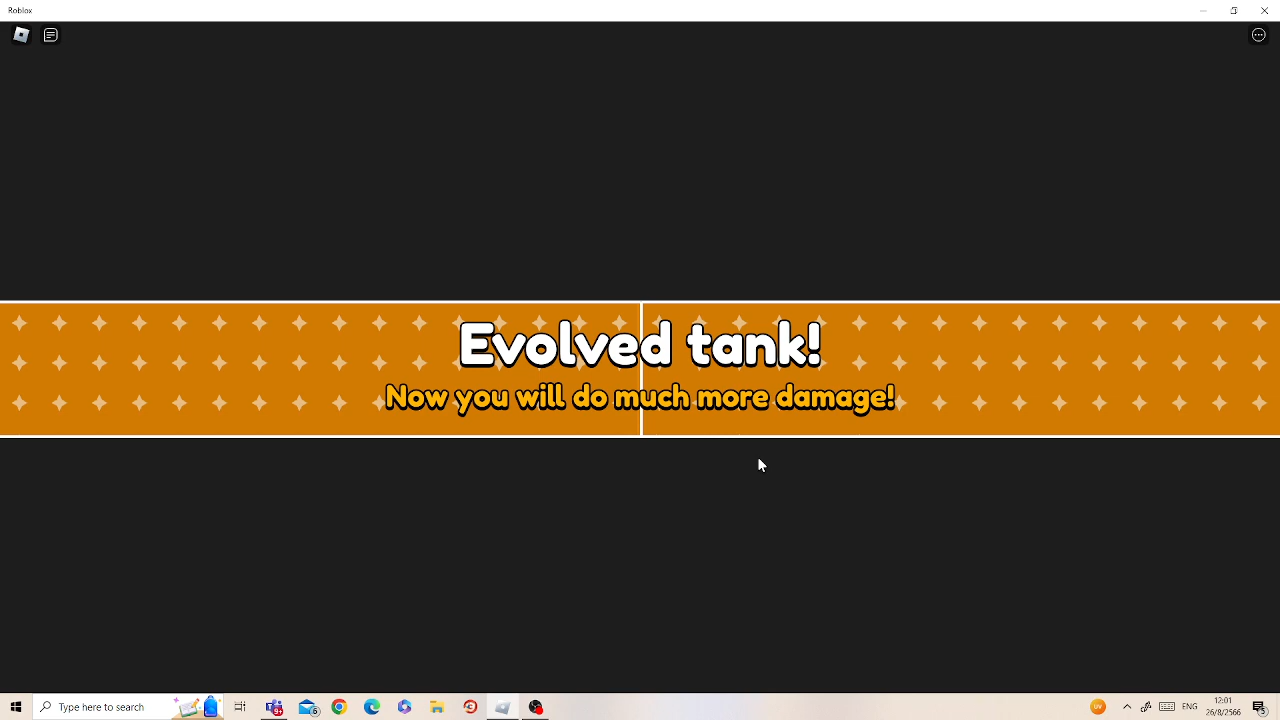 Roblox
Evolved tank!
Now you will do much more damage!
Type here to search
UV
ENG
12:01
26/8/2566